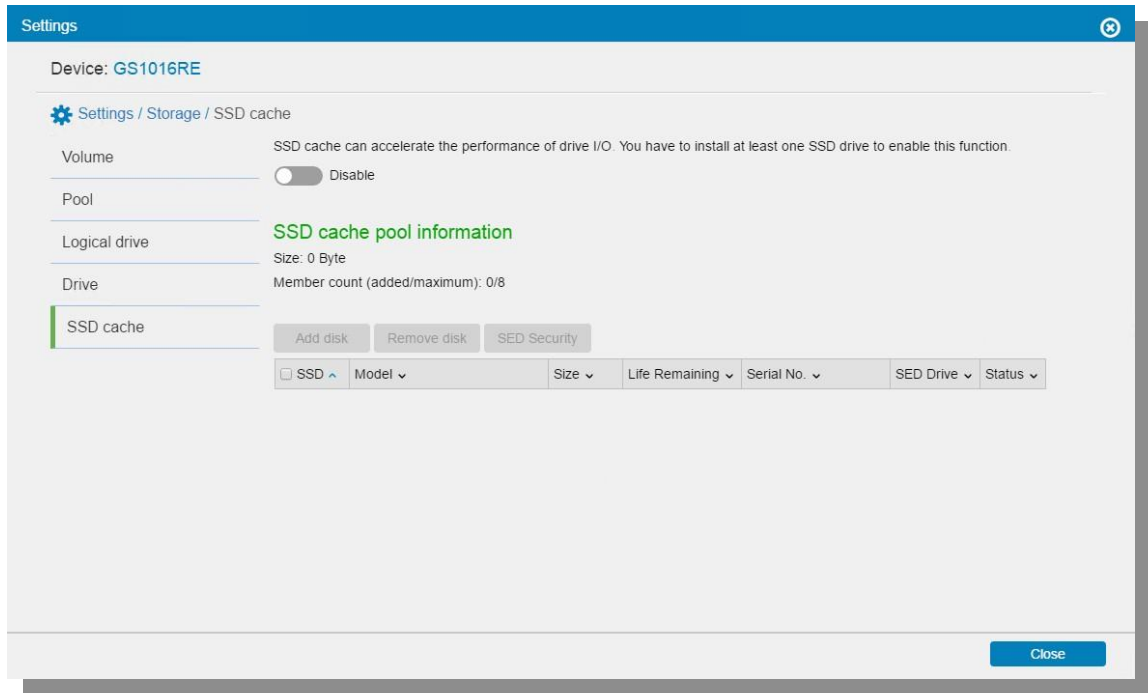 Settings
Device: GS1016RE
Settings / Storage / SSD cache
Volume
Pool
Logical drive
Drive
SSD cache
SSD cache can accelerate the performance of drive I/O. You have to install at least one SSD drive to enable this function.
Disable
SSD cache pool information
Size: 0 Byte
Member count (added/maximum): 0/8
Add disk Remove disk SED Security
SSD Model Size Life Remaining Serial No. SED Drive Status
Close